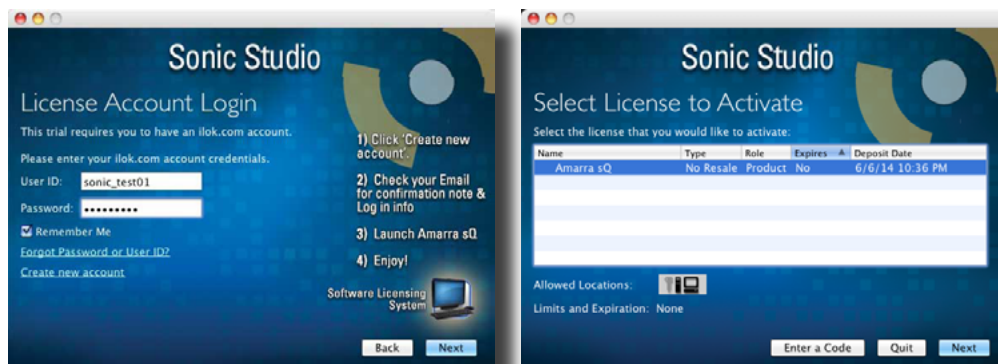 Sonic Studio
License Account Login
This trial requires you to have an ilok.com account.
Please enter your ilok.com account credentials.
User ID: sonic_test01
Password: •••••••••
Remember Me
Forgot Password or User ID?
Create new account
1) Click 'Create new
account'.
2) Check your Email
for confirmation note &
Log in info
3) Launch Amarra sQ
4) Enjoy!
Software Licensing
System
Back Next
Sonic Studio
Select License to Activate
Select the license that you would like to activate:
Name Type Role Expires Deposit Date
Amarra sQ No Resale Product No 6/6/14 10:36 PM
Allowed Locations:
Limits and Expiration: None
Enter a Code Quit Next